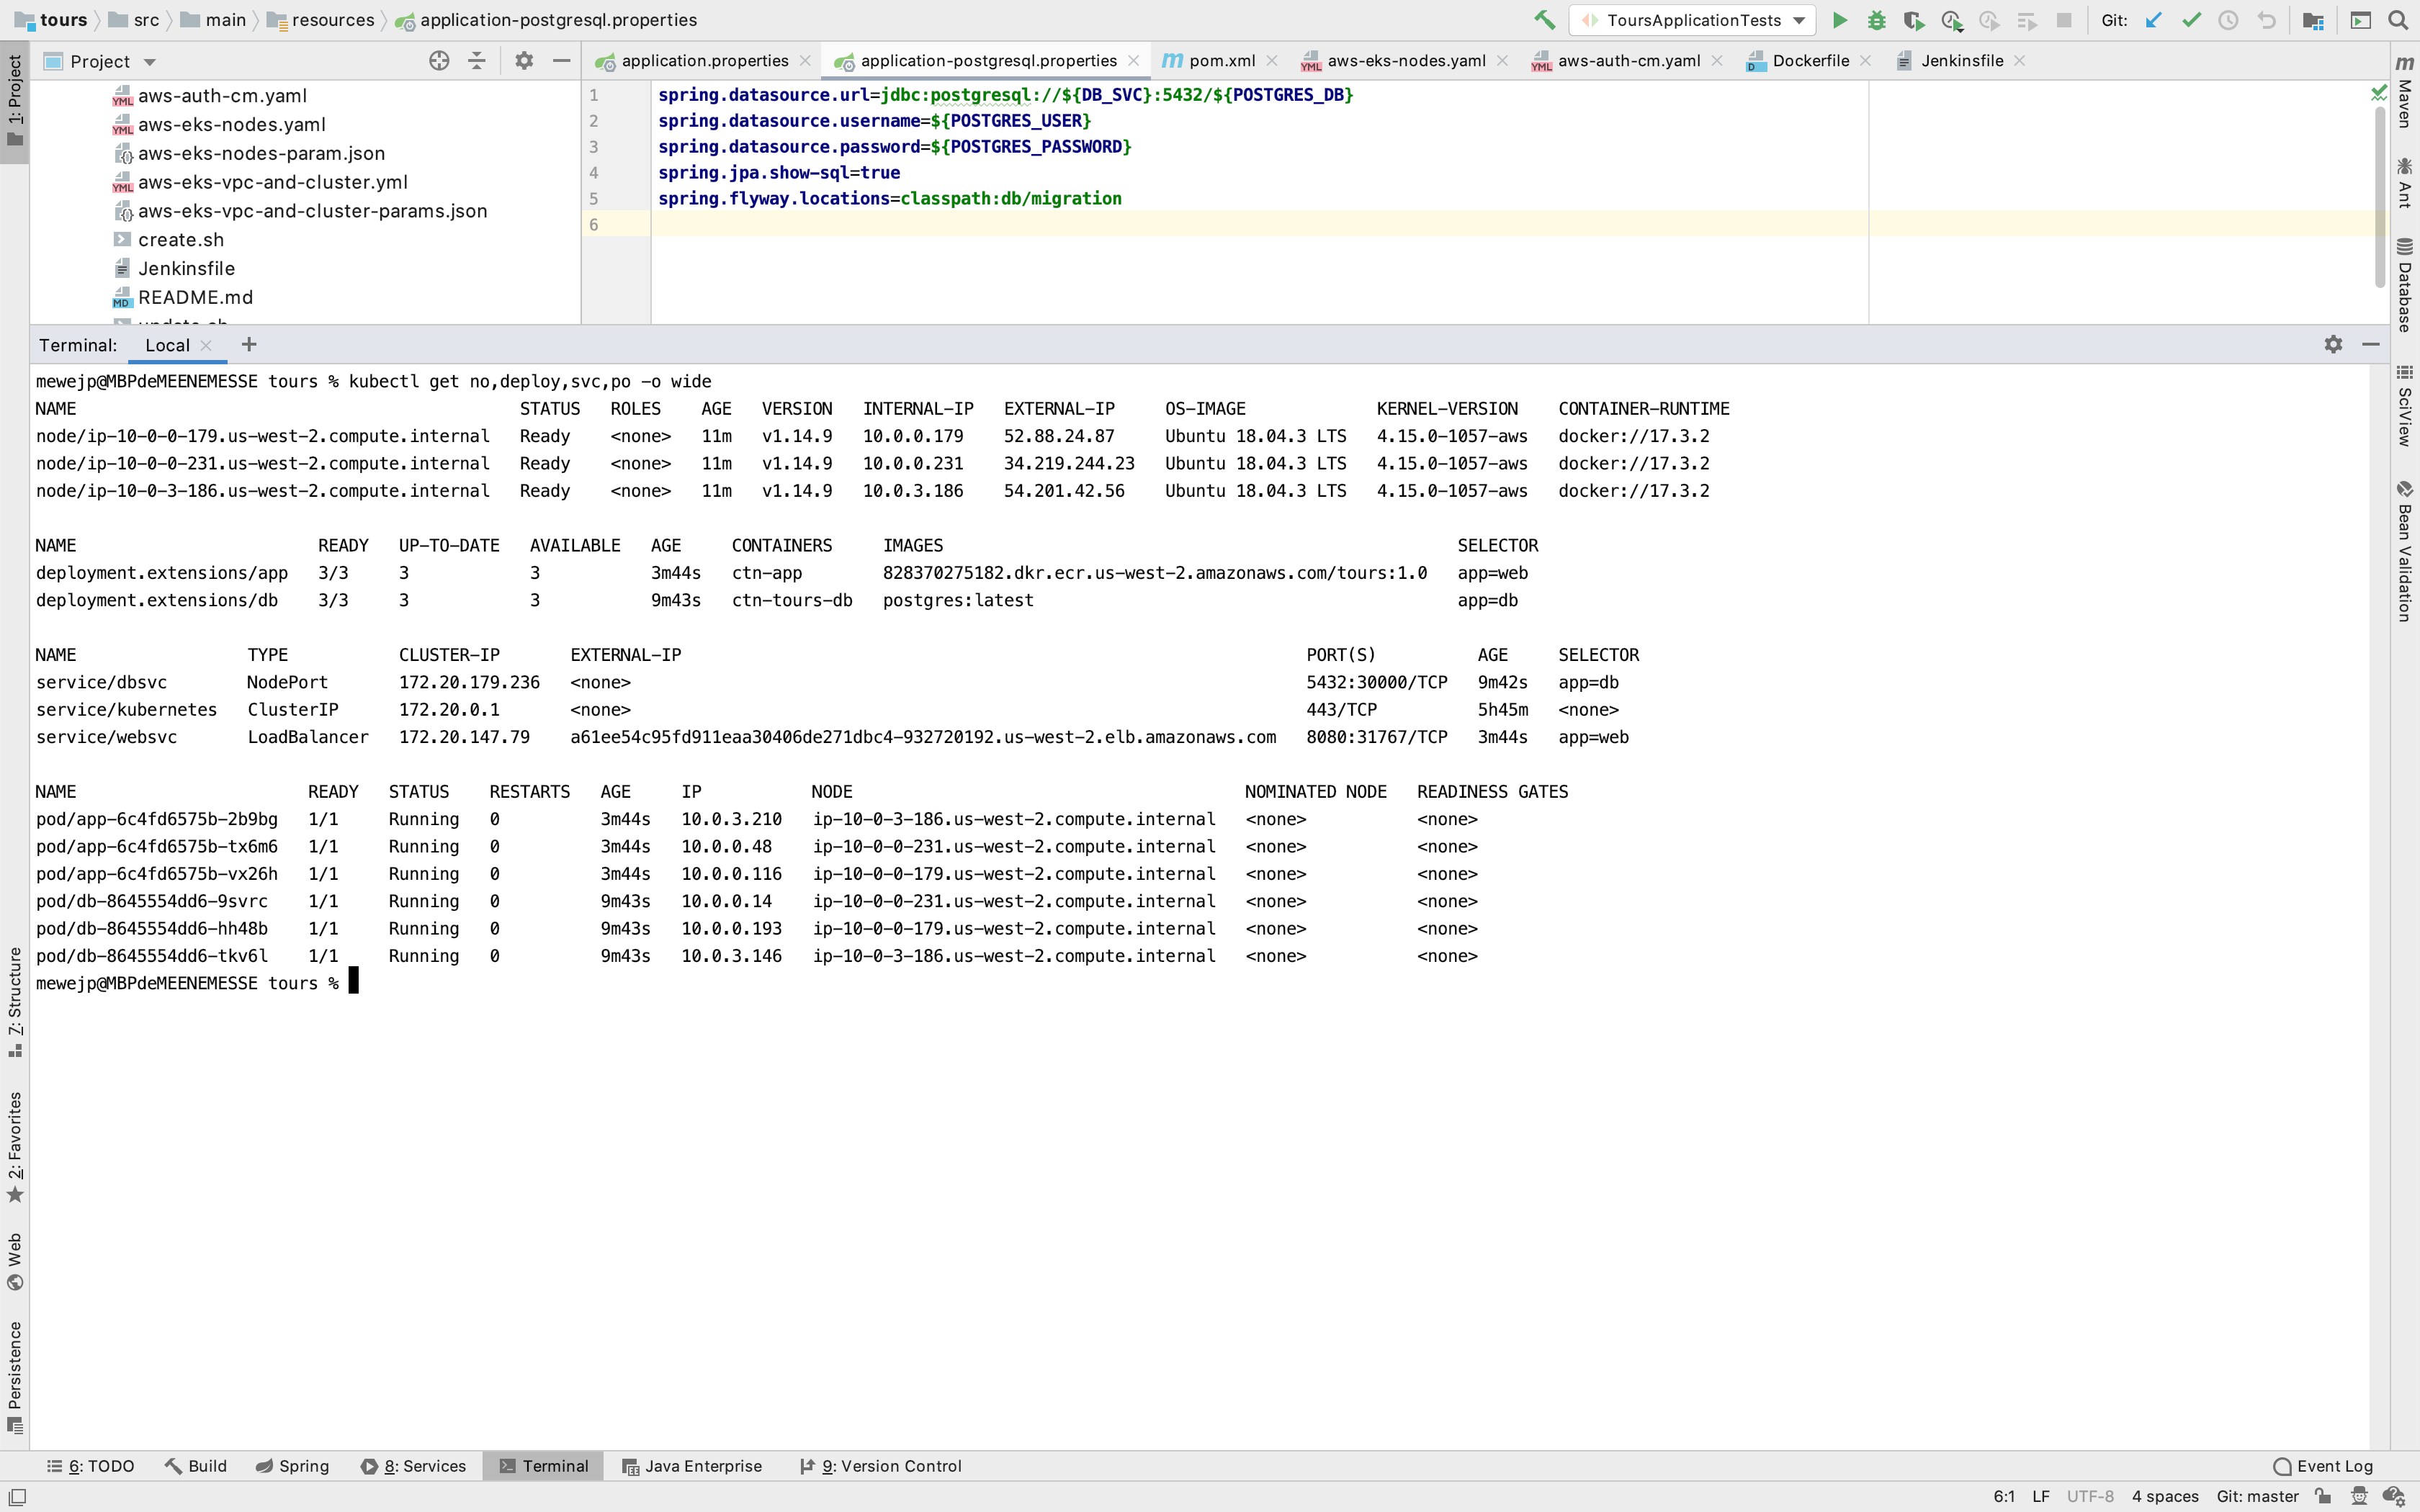 tours src main resources application-postgresql.properties ToursApplicationTests Git:
Project
application.properties application-postgresql.properties pom.xml aws-eks-nodes.yaml aws-auth-cm.yaml Dockerfile Jenkinsfile
aws-auth-cm.yaml
aws-eks-nodes.yaml
aws-eks-nodes-param.json
aws-eks-vpc-and-cluster.yml
aws-eks-vpc-and-cluster-params.json
create.sh
Jenkinsfile
README.md
1 spring.datasource.url=jdbc:postgresql://${DB_SVC}:5432/${POSTGRES_DB}
2 spring.datasource.username=${POSTGRES_USER}
3 spring.datasource.password=${POSTGRES_PASSWORD}
4 spring.jpa.show-sql=true
5 spring.flyway.locations=classpath:db/migration
6
Terminal: Local
mewejp@MBPdeMEENEMESSE tours % kubectl get no,deploy,svc,po -o wide
NAME STATUS ROLES AGE VERSION INTERNAL-IP EXTERNAL-IP OS-IMAGE KERNEL-VERSION CONTAINER-RUNTIME
node/ip-10-0-0-179.us-west-2.compute.internal Ready <none> 11m v1.14.9 10.0.0.179 52.88.24.87 Ubuntu 18.04.3 LTS 4.15.0-1057-aws docker://17.3.2
node/ip-10-0-0-231.us-west-2.compute.internal Ready <none> 11m v1.14.9 10.0.0.231 34.219.244.23 Ubuntu 18.04.3 LTS 4.15.0-1057-aws docker://17.3.2
node/ip-10-0-3-186.us-west-2.compute.internal Ready <none> 11m v1.14.9 10.0.3.186 54.201.42.56 Ubuntu 18.04.3 LTS 4.15.0-1057-aws docker://17.3.2
NAME READY UP-TO-DATE AVAILABLE AGE CONTAINERS IMAGES SELECTOR
deployment.extensions/app 3/3 3 3 3m44s ctn-app 828370275182.dkr.ecr.us-west-2.amazonaws.com/tours:1.0 app=web
deployment.extensions/db 3/3 3 3 9m43s ctn-tours-db postgres:latest app=db
NAME TYPE CLUSTER-IP EXTERNAL-IP PORT(S) AGE SELECTOR
service/dbsvc NodePort 172.20.179.236 <none> 5432:30000/TCP 9m42s app=db
service/kubernetes ClusterIP 172.20.0.1 <none> 443/TCP 5h45m <none>
service/websvc LoadBalancer 172.20.147.79 a61ee54c95fd911eaa30406de271dbc4-932720192.us-west-2.elb.amazonaws.com 8080:31767/TCP 3m44s app=web
NAME READY STATUS RESTARTS AGE IP NODE NOMINATED NODE READINESS GATES
pod/app-6c4fd6575b-2b9bg 1/1 Running 0 3m44s 10.0.3.210 ip-10-0-3-186.us-west-2.compute.internal <none> <none>
pod/app-6c4fd6575b-tx6m6 1/1 Running 0 3m44s 10.0.0.48 ip-10-0-0-231.us-west-2.compute.internal <none> <none>
pod/app-6c4fd6575b-vx26h 1/1 Running 0 3m44s 10.0.0.116 ip-10-0-0-179.us-west-2.compute.internal <none> <none>
pod/db-8645554dd6-9svrc 1/1 Running 0 9m43s 10.0.0.14 ip-10-0-0-231.us-west-2.compute.internal <none> <none>
pod/db-8645554dd6-hh48b 1/1 Running 0 9m43s 10.0.0.193 ip-10-0-0-179.us-west-2.compute.internal <none> <none>
pod/db-8645554dd6-tkv6l 1/1 Running 0 9m43s 10.0.3.146 ip-10-0-3-186.us-west-2.compute.internal <none> <none>
mewejp@MBPdeMEENEMESSE tours %
1: Project
7: Structure
2: Favorites
Web
Persistence
Maven
Ant
Database
SciView
Bean Validation
6: TODO Build Spring 8: Services Terminal Java Enterprise 9: Version Control Event Log
6:1 LF UTF-8 4 spaces Git: master